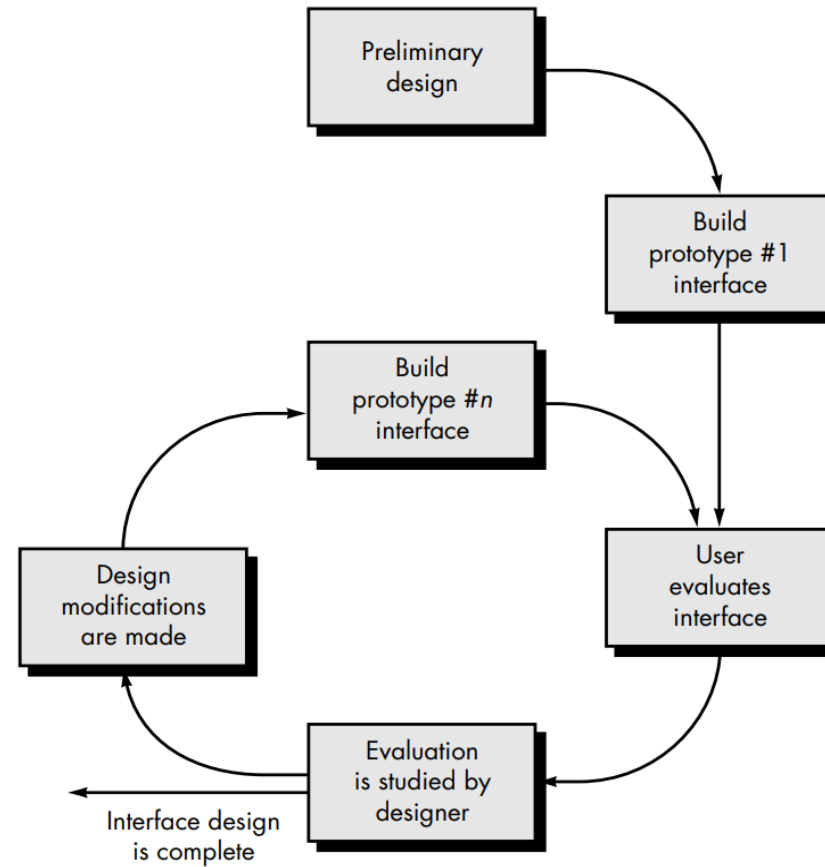 Preliminary
design
Build
prototype #1
interface
Build
prototype #n
interface
User
evaluates
interface
Design
modifications
are made
Evaluation
is studied by
designer
Interface design
is complete